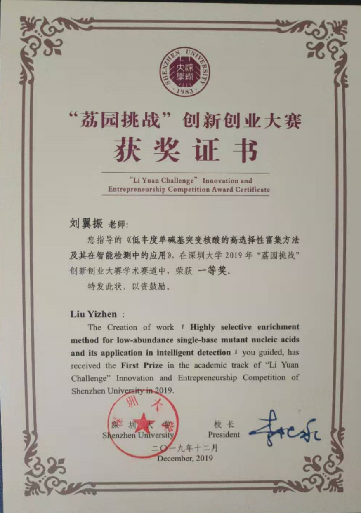 SHENZHEN UNIVERSITY
1983
“荔园挑战”创新创业大赛
获奖证书
"Li Yuan Challenge" Innovation and
Entrepreneurship Competition Award Certificate
刘翼振 老师:
您指导的《低丰度单碱基突变核酸的高选择性富集方法
及其在智能检测中的应用》,在深圳大学2019年“荔园挑战”
创新创业大赛学术赛道中,荣获 一等奖。
特发此状,以资鼓励。
Liu Yizhen :
The Creation of work 《 Highly selective enrichment
method for low-abundance single-base mutant nucleic acids
and its application in intelligent detection 》 you guided, has
received the First Prize in the academic track of "Li Yuan
Challenge" Innovation and Entrepreneurship Competition of
Shenzhen University in 2019.
深圳大学 校长
Shenzhen University President
二〇一九年十二月
December, 2019